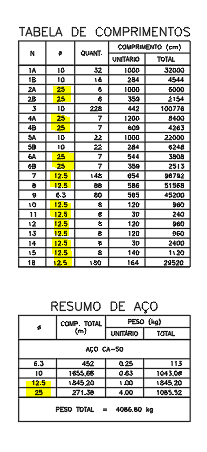 TABELA DE COMPRIMENTOS
N ø QUANT. COMPRIMENTO (cm)
UNITÁRIO TOTAL
1A 10 32 1000 32000
1B 10 16 284 4544
2A 25 6 1000 6000
2B 25 6 359 2154
3 10 228 442 100776
4A 25 7 1200 8400
4B 25 7 609 4263
5A 10 22 1000 22000
5B 10 22 284 6248
6A 25 7 544 3808
6B 25 7 359 2513
7 12.5 148 654 96792
8 12.5 88 586 51568
9 6.3 80 565 45200
10 12.5 8 120 960
11 12.5 8 30 240
12 12.5 8 120 960
13 12.5 8 120 960
14 12.5 30 2400
15 12.5 8 140 1120
16 12.5 180 164 29520
RESUMO DE AÇO
ø COMP. TOTAL (m) PESO (kg)
UNITÁRIO TOTAL
AÇO CA-50
6.3 452 0.25 113
10 1655,68 0.63 1043,08
12.5 1845,20 1.00 1845,20
25 271,38 4.00 1085,52
PESO TOTAL = 4086.80 kg